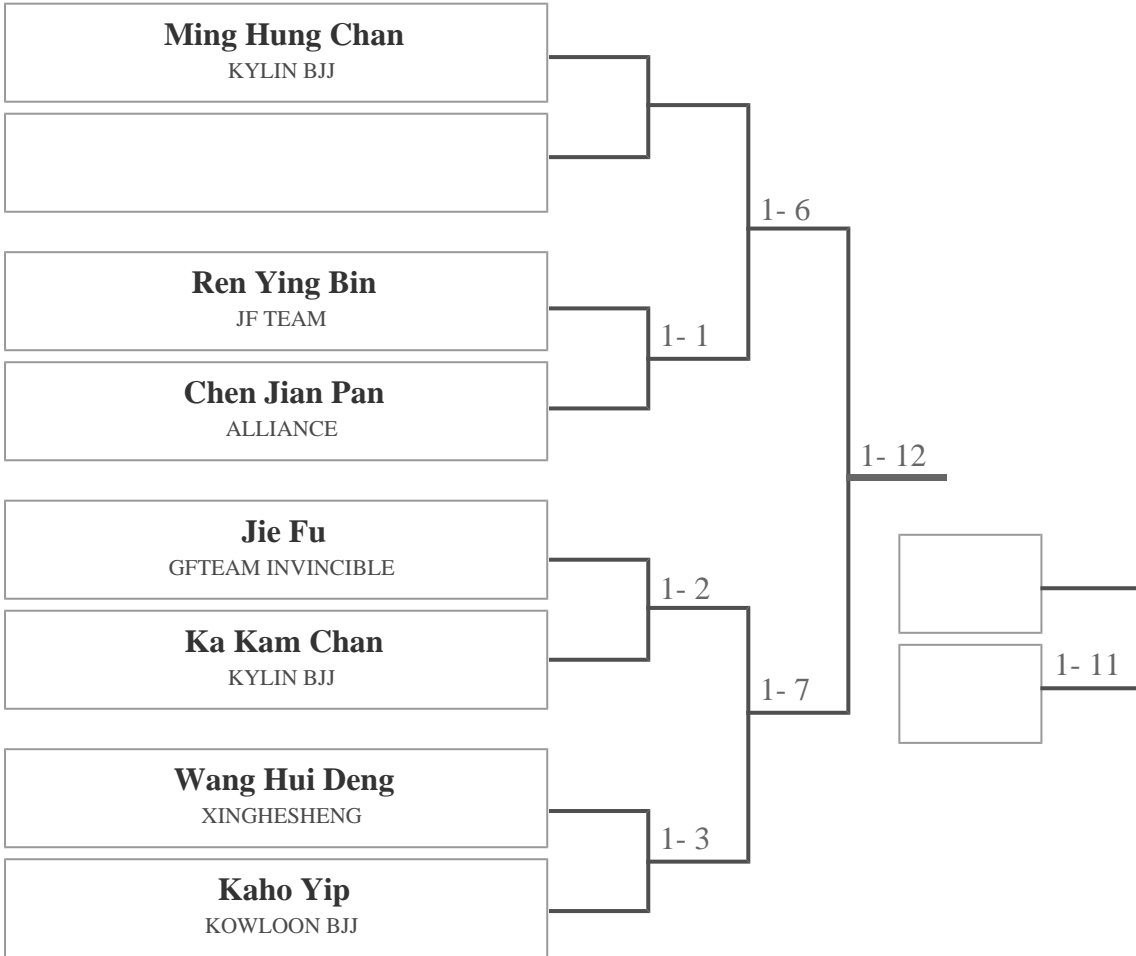 Ming Hung Chan
KYLIN BJJ
1- 6
Ren Ying Bin
JF TEAM
1- 1
Chen Jian Pan
ALLIANCE
1- 12
Jie Fu
GFTEAM INVINCIBLE
1- 2
Ka Kam Chan
KYLIN BJJ
1- 11
1- 7
Wang Hui Deng
XINGHESHENG
1- 3
Kaho Yip
KOWLOON BJJ